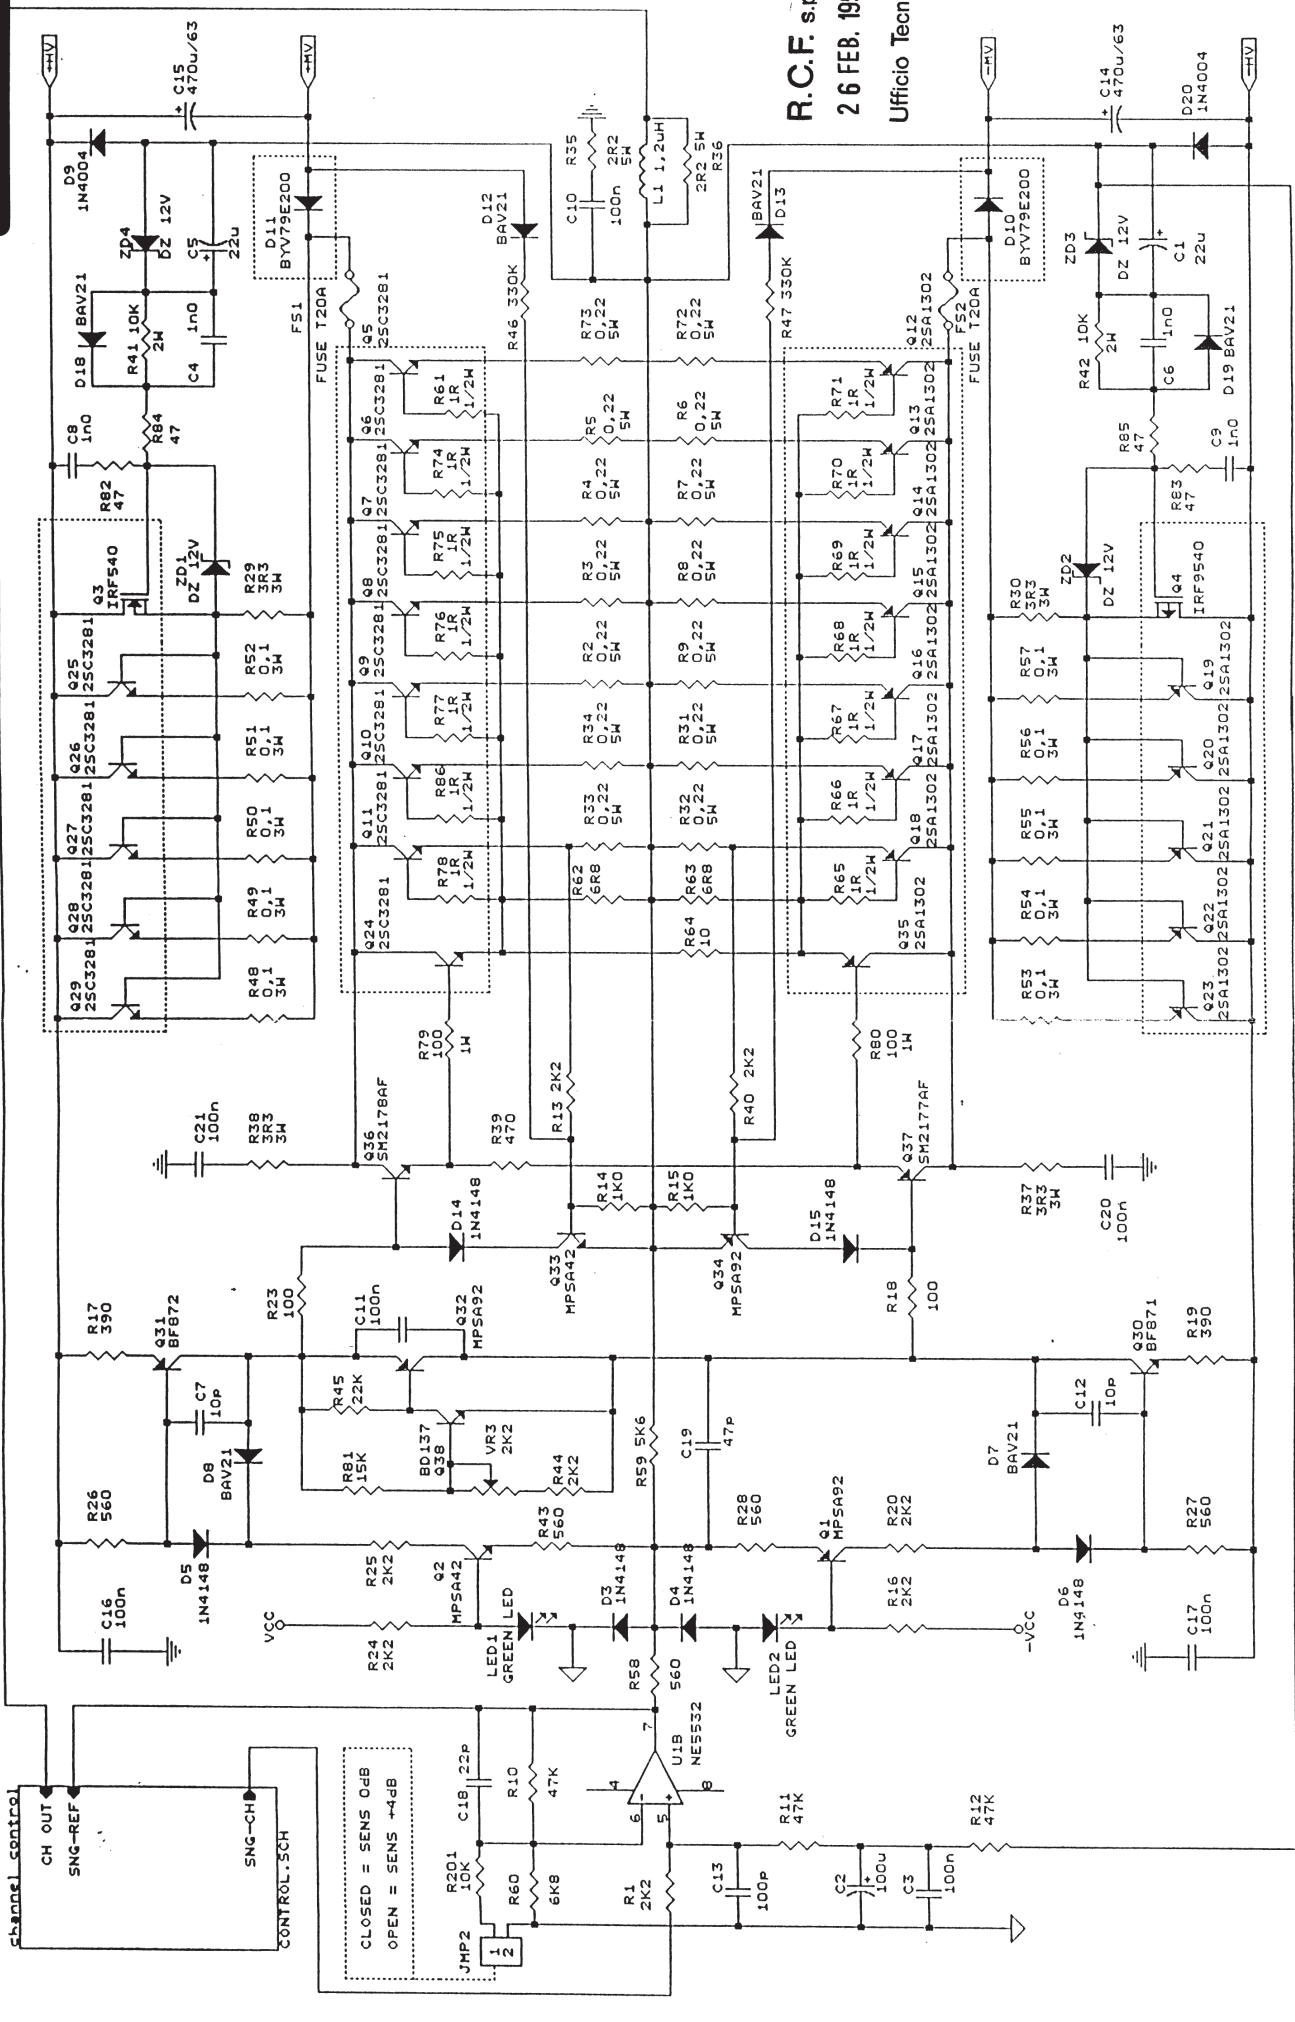 channel control
CH OUT
SNG-REF
SNG-CH
CONTROL.SCH
CLOSED = SENS 0dB
OPEN = SENS +4dB
JMP2
1
2
R201
10K
R60
6K8
C18 22p
R10
47K
R1
2K2
C13
100p
C2
100u
C3
100n
R11
47K
R12
47K
6
5
4
8
7
U1B
NE5532
R58
560
C16
100n
VCC
R24
2K2
LED1
GREEN LED
D3
1N4148
D4
1N4148
LED2
GREEN LED
R16
2K2
-VCC
C17
100n
R26
560
D5
1N4148
R25
2K2
Q2
MPSA42
R43
560
R28
560
Q1
MPSA92
R20
2K2
D6
1N4148
R27
560
D8
BAV21
C7
10p
R81
15K
BD137
Q38
VR3
2K2
R44
2K2
R45
22K
R59 5K6
C19
47p
D7
BAV21
C12
10p
R17
390
Q31
BF872
R23
100
C11
100n
Q32
MPSA92
R18
100
Q30
BF871
R19
390
D14
1N4148
Q33
MPSA42
Q34
MPSA92
D15
1N4148
R14
1K0
R15
1K0
C21
100n
R38
3R3
3W
Q36
SM2178AF
R39
470
Q37
SM2177AF
R37
3R3
3W
C20
100n
R79
100
1W
R13 2K2
R40 2K2
R80
100
1W
Q29
2SC3281
Q28
2SC3281
Q27
2SC3281
Q26
2SC3281
Q25
2SC3281
Q3
IRF540
R48
0,1
3W
R49
0,1
3W
R50
0,1
3W
R51
0,1
3W
R52
0,1
3W
R29
3R3
3W
ZD1
DZ 12V
C8
1n0
R82
47
R84
47
D18 BAV21
R41 10K
2W
C4 1n0
ZD4
DZ 12V
C5
22u
D9
1N4004
C15
470u/63
+HV
+MV
D11
BYV79E200
FS1
FUSE T20A
Q24
2SC3281
Q11
2SC3281
Q10
2SC3281
Q9
2SC3281
Q8
2SC3281
Q7
2SC3281
Q6
2SC3281
Q5
2SC3281
R78
1R
1/2W
R86
1R
1/2W
R77
1R
1/2W
R76
1R
1/2W
R75
1R
1/2W
R74
1R
1/2W
R61
1R
1/2W
D12
BAV21
R46 330K
R62
6R8
R33
0,22
5W
R34
0,22
5W
R2
0,22
5W
R3
0,22
5W
R4
0,22
5W
R5
0,22
5W
R73
0,22
5W
R64
10
R63
6R8
R32
0,22
5W
R31
0,22
5W
R9
0,22
5W
R8
0,22
5W
R7
0,22
5W
R6
0,22
5W
R72
0,22
5W
C10
100n
R35
2R2
5W
L1 1,2uH
2R2 5W
R36
BAV21
D13
R47 330K
R65
1R
1/2W
R66
1R
1/2W
R67
1R
1/2W
R68
1R
1/2W
R69
1R
1/2W
R70
1R
1/2W
R71
1R
1/2W
Q35
2SA1302
Q18
2SA1302
Q17
2SA1302
Q16
2SA1302
Q15
2SA1302
Q14
2SA1302
Q13
2SA1302
Q12
2SA1302
FS2
FUSE T20A
D10
BYV79E200
R53
0,1
3W
R54
0,1
3W
R55
0,1
3W
R56
0,1
3W
R57
0,1
3W
R30
3R3
3W
ZD2
DZ 12V
Q4
IRF9540
Q19
2SA1302
Q20
2SA1302
Q21
2SA1302
Q22
2SA1302
Q23
2SA1302
R85
47
R83
47
C9
1n0
R42 10K
2W
1n0
C6
D19 BAV21
ZD3
DZ 12V
C1
22u
D20
1N4004
C14
470u/63
-MV
-HV
R.C.F. s.p
26 FEB. 19
Ufficio Tecn